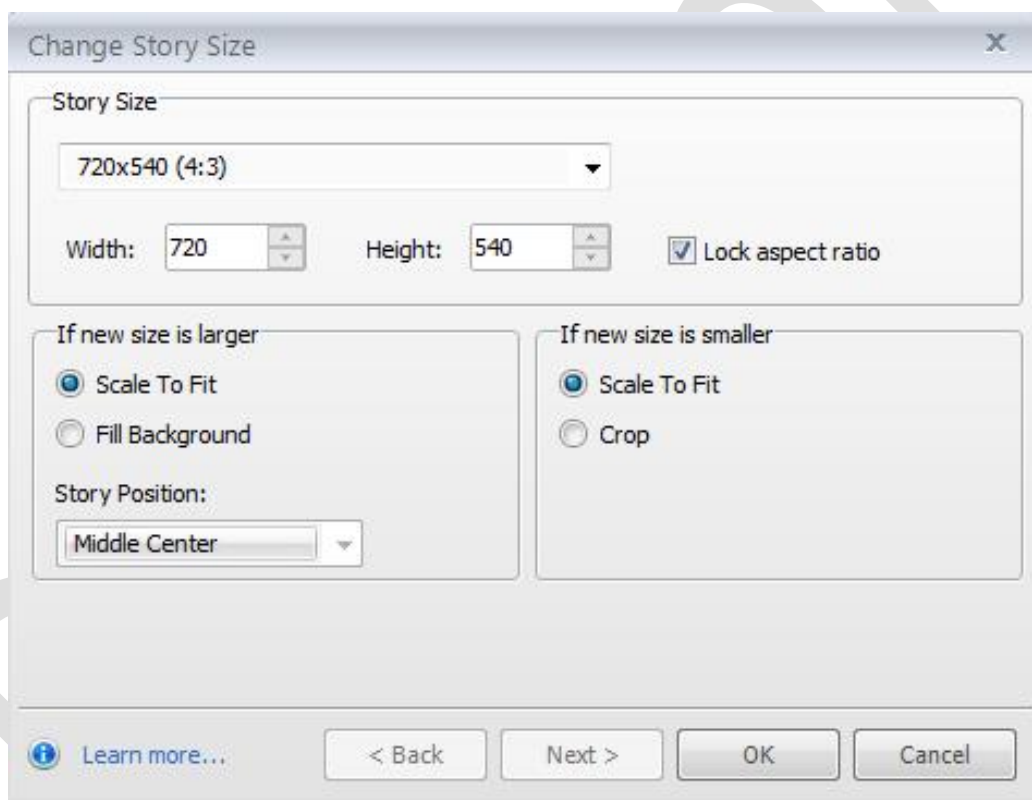 Change Story Size
Story Size
720x540 (4:3)
Width: 720 Height: 540 Lock aspect ratio
If new size is larger
Scale To Fit
Fill Background
Story Position:
Middle Center
If new size is smaller
Scale To Fit
Crop
Learn more... < Back Next > OK Cancel